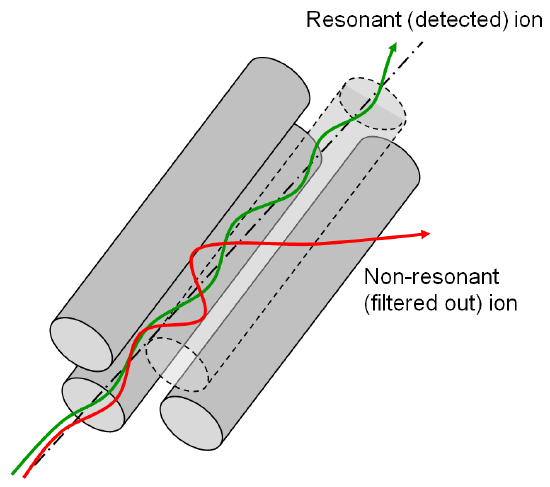 Resonant (detected) ion
Non-resonant
(filtered out) ion